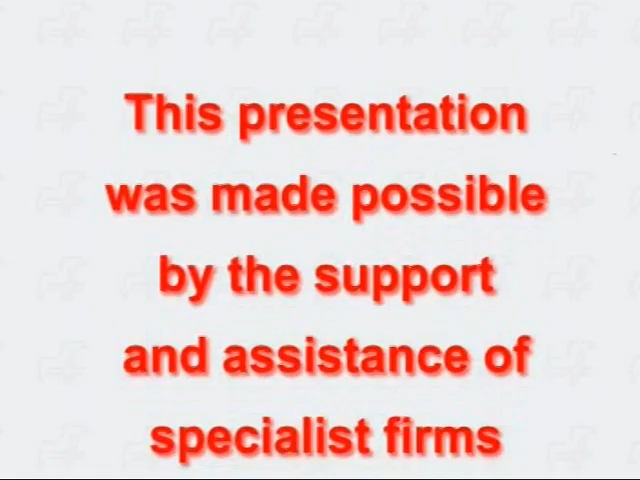 This presentation
was made possible
by the support
and assistance of
specialist firms